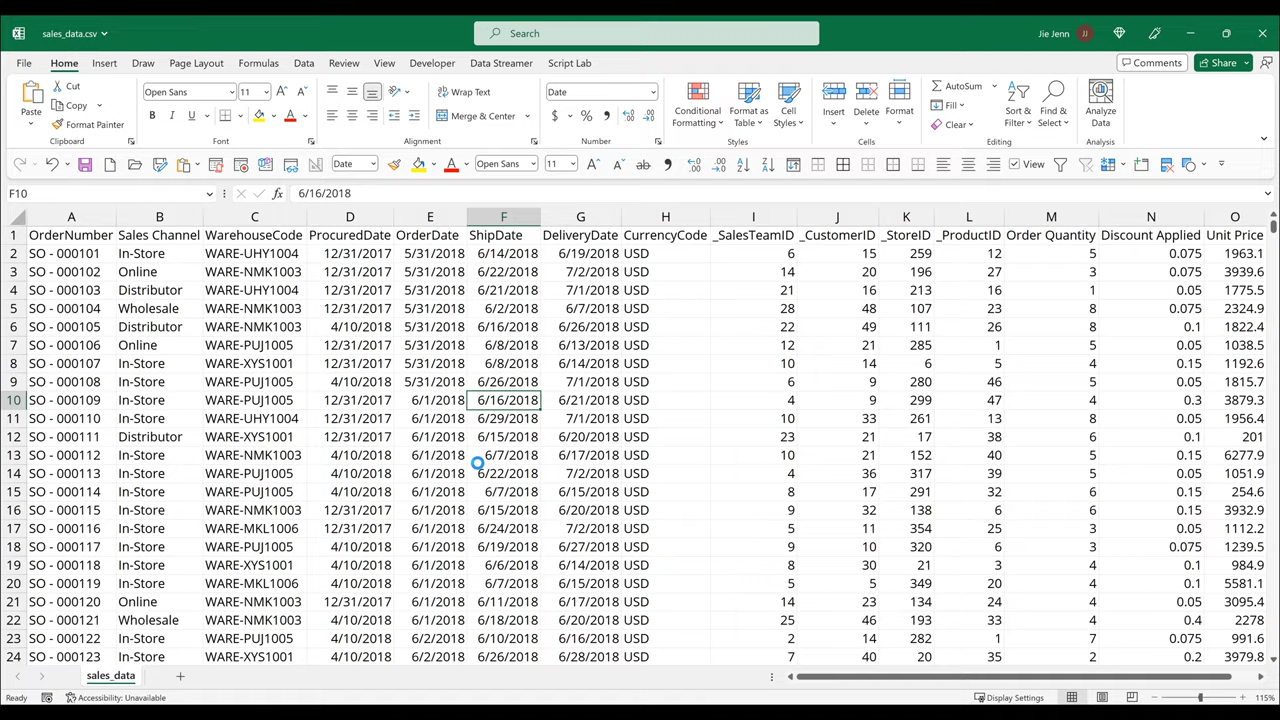 sales_data.csv
Search
Jie Jenn
JJ
File Home Insert Draw Page Layout Formulas Data Review View Developer Data Streamer Script Lab
Comments Share
Paste
Cut
Copy
Format Painter
Clipboard
Open Sans 11
B I U
Font
Wrap Text
Merge & Center
Alignment
Date
$ % ,
Number
Conditional Formatting
Format as Table
Cell Styles
Styles
Insert Delete Format
Cells
AutoSum
Fill
Clear
Sort & Filter
Find & Select
Editing
Analyze Data
Analysis
Date Open Sans 11 View
F10 fx 6/16/2018
A B C D E F G H I J K L M N O
1 OrderNumber Sales Channel WarehouseCode ProcuredDate OrderDate ShipDate DeliveryDate CurrencyCode _SalesTeamID _CustomerID _StoreID _ProductID Order Quantity Discount Applied Unit Price
2 SO - 000101 In-Store WARE-UHY1004 12/31/2017 5/31/2018 6/14/2018 6/19/2018 USD 6 15 259 12 5 0.075 1963.1
3 SO - 000102 Online WARE-NMK1003 12/31/2017 5/31/2018 6/22/2018 7/2/2018 USD 14 20 196 27 3 0.075 3939.6
4 SO - 000103 Distributor WARE-UHY1004 12/31/2017 5/31/2018 6/21/2018 7/1/2018 USD 21 16 213 16 1 0.05 1775.5
5 SO - 000104 Wholesale WARE-NMK1003 12/31/2017 5/31/2018 6/2/2018 6/7/2018 USD 28 48 107 23 8 0.075 2324.9
6 SO - 000105 Distributor WARE-NMK1003 4/10/2018 5/31/2018 6/16/2018 6/26/2018 USD 22 49 111 26 8 0.1 1822.4
7 SO - 000106 Online WARE-PUJ1005 12/31/2017 5/31/2018 6/8/2018 6/13/2018 USD 12 21 285 1 5 0.05 1038.5
8 SO - 000107 In-Store WARE-XYS1001 12/31/2017 5/31/2018 6/8/2018 6/14/2018 USD 10 14 6 5 4 0.15 1192.6
9 SO - 000108 In-Store WARE-PUJ1005 4/10/2018 5/31/2018 6/26/2018 7/1/2018 USD 6 9 280 46 5 0.05 1815.7
10 SO - 000109 In-Store WARE-PUJ1005 12/31/2017 6/1/2018 6/16/2018 6/21/2018 USD 4 9 299 47 4 0.3 3879.3
11 SO - 000110 In-Store WARE-UHY1004 12/31/2017 6/1/2018 6/29/2018 7/1/2018 USD 10 33 261 13 8 0.05 1956.4
12 SO - 000111 Distributor WARE-XYS1001 12/31/2017 6/1/2018 6/15/2018 6/20/2018 USD 23 21 17 38 6 0.1 201
13 SO - 000112 In-Store WARE-NMK1003 4/10/2018 6/1/2018 6/7/2018 6/17/2018 USD 10 21 152 40 5 0.15 6277.9
14 SO - 000113 In-Store WARE-PUJ1005 4/10/2018 6/1/2018 6/22/2018 7/2/2018 USD 4 36 317 39 5 0.1 1051.9
15 SO - 000114 In-Store WARE-PUJ1005 4/10/2018 6/1/2018 6/7/2018 6/15/2018 USD 8 17 291 32 6 0.15 254.6
16 SO - 000115 In-Store WARE-NMK1003 4/10/2018 6/1/2018 6/15/2018 6/20/2018 USD 9 32 138 6 6 0.15 3932.9
17 SO - 000116 In-Store WARE-MKL1006 12/31/2017 6/1/2018 6/24/2018 7/2/2018 USD 5 11 354 25 3 0.05 1112.2
18 SO - 000117 In-Store WARE-PUJ1005 4/10/2018 6/1/2018 6/19/2018 6/27/2018 USD 9 10 320 6 3 0.075 1239.5
19 SO - 000118 In-Store WARE-XYS1001 4/10/2018 6/1/2018 6/6/2018 6/14/2018 USD 8 30 21 3 4 0.1 984.9
20 SO - 000119 In-Store WARE-MKL1006 4/10/2018 6/1/2018 6/7/2018 6/15/2018 USD 5 5 349 20 4 0.05 5581.1
21 SO - 000120 Online WARE-NMK1003 12/31/2017 6/1/2018 6/11/2018 6/17/2018 USD 14 23 134 24 4 0.05 3095.4
22 SO - 000121 Wholesale WARE-NMK1003 4/10/2018 6/1/2018 6/18/2018 6/20/2018 USD 25 46 193 33 4 0.4 2278
23 SO - 000122 In-Store WARE-PUJ1005 4/10/2018 6/2/2018 6/10/2018 6/16/2018 USD 2 14 282 1 7 0.075 991.6
24 SO - 000123 In-Store WARE-XYS1001 4/10/2018 6/2/2018 6/26/2018 6/28/2018 USD 7 40 20 35 2 0.2 3979.8
sales_data
Ready Accessibility: Unavailable Display Settings 115%